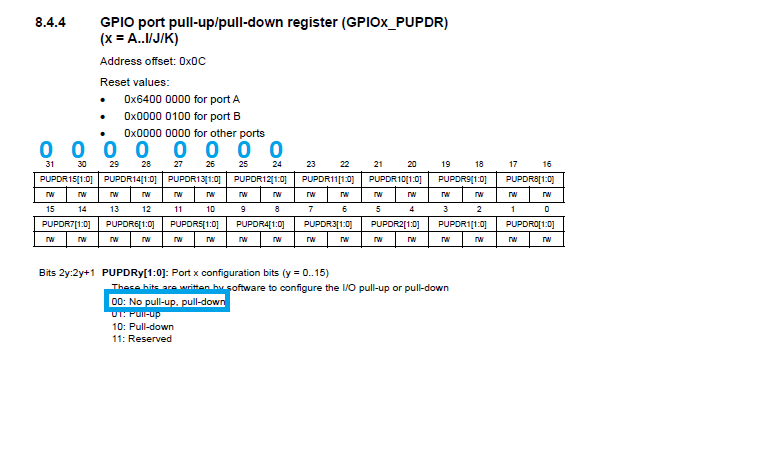 8.4.4 GPIO port pull-up/pull-down register (GPIOx_PUPDR)
(x = A..I/J/K)
Address offset: 0x0C
Reset values:
• 0x6400 0000 for port A
• 0x0000 0100 for port B
• 0x0000 0000 for other ports
0 0 0 0 0 0 0 0
31 30 29 28 27 26 25 24 23 22 21 20 19 18 17 16
PUPDR15[1:0] PUPDR14[1:0] PUPDR13[1:0] PUPDR12[1:0] PUPDR11[1:0] PUPDR10[1:0] PUPDR9[1:0] PUPDR8[1:0]
rw rw rw rw rw rw rw rw rw rw rw rw rw rw rw rw
15 14 13 12 11 10 9 8 7 6 5 4 3 2 1 0
PUPDR7[1:0] PUPDR6[1:0] PUPDR5[1:0] PUPDR4[1:0] PUPDR3[1:0] PUPDR2[1:0] PUPDR1[1:0] PUPDR0[1:0]
rw rw rw rw rw rw rw rw rw rw rw rw rw rw rw rw
Bits 2y:2y+1 PUPDRy[1:0]: Port x configuration bits (y = 0..15)
These bits are written by software to configure the I/O pull-up or pull-down
00: No pull-up, pull-down
01: Pull-up
10: Pull-down
11: Reserved